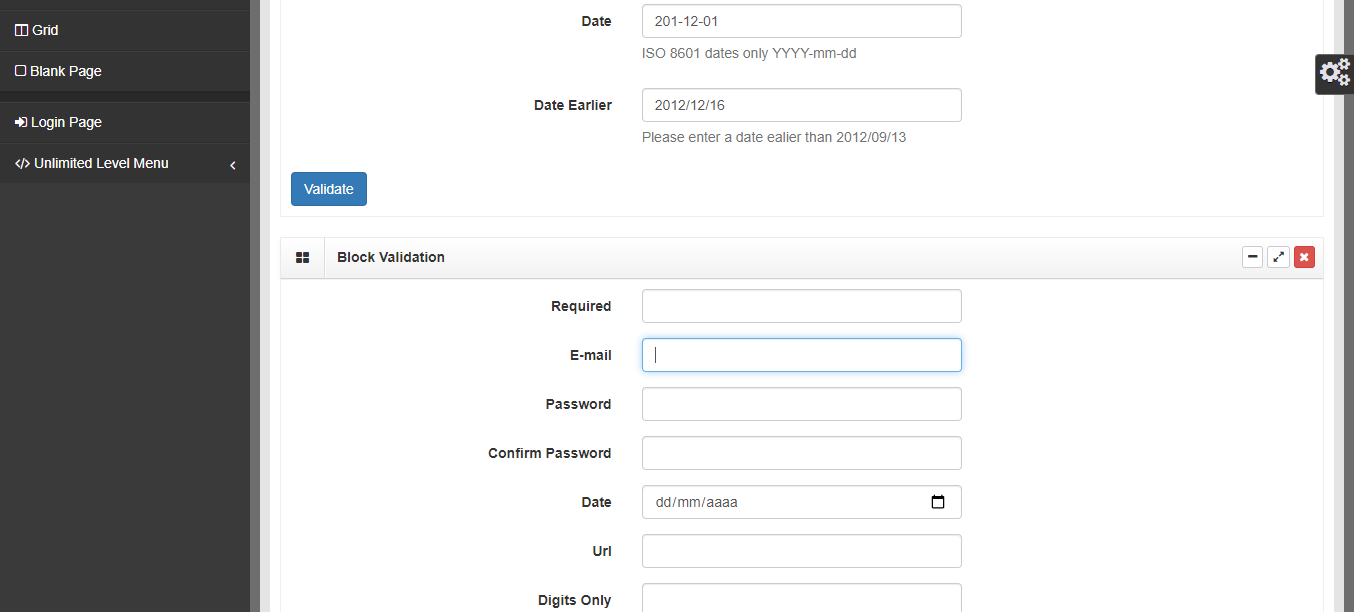 Grid
Blank Page
Login Page
Unlimited Level Menu
Date
201-12-01
ISO 8601 dates only YYYY-mm-dd
Date Earlier
2012/12/16
Please enter a date ealier than 2012/09/13
Validate
Block Validation
Required
E-mail
Password
Confirm Password
Date
dd/mm/aaaa
Url
Digits Only